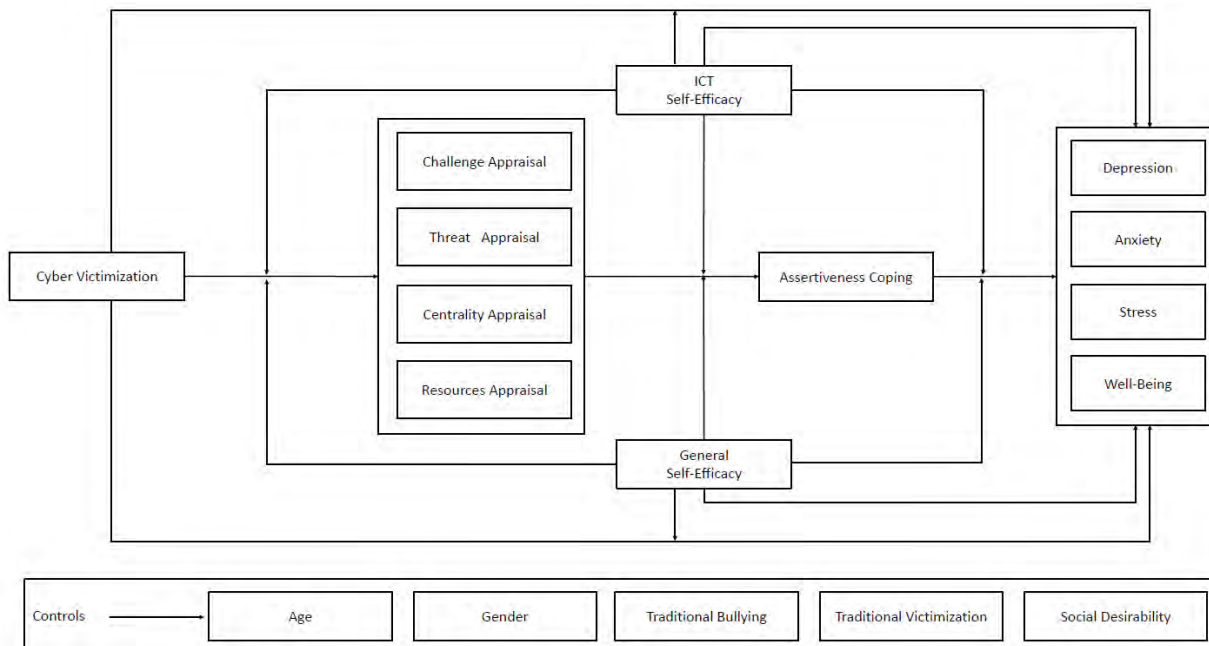 ICT
Self-Efficacy
Challenge Appraisal
Threat Appraisal
Centrality Appraisal
Resources Appraisal
Cyber Victimization
Assertiveness Coping
Depression
Anxiety
Stress
Well-Being
General
Self-Efficacy
Controls
Age
Gender
Traditional Bullying
Traditional Victimization
Social Desirability